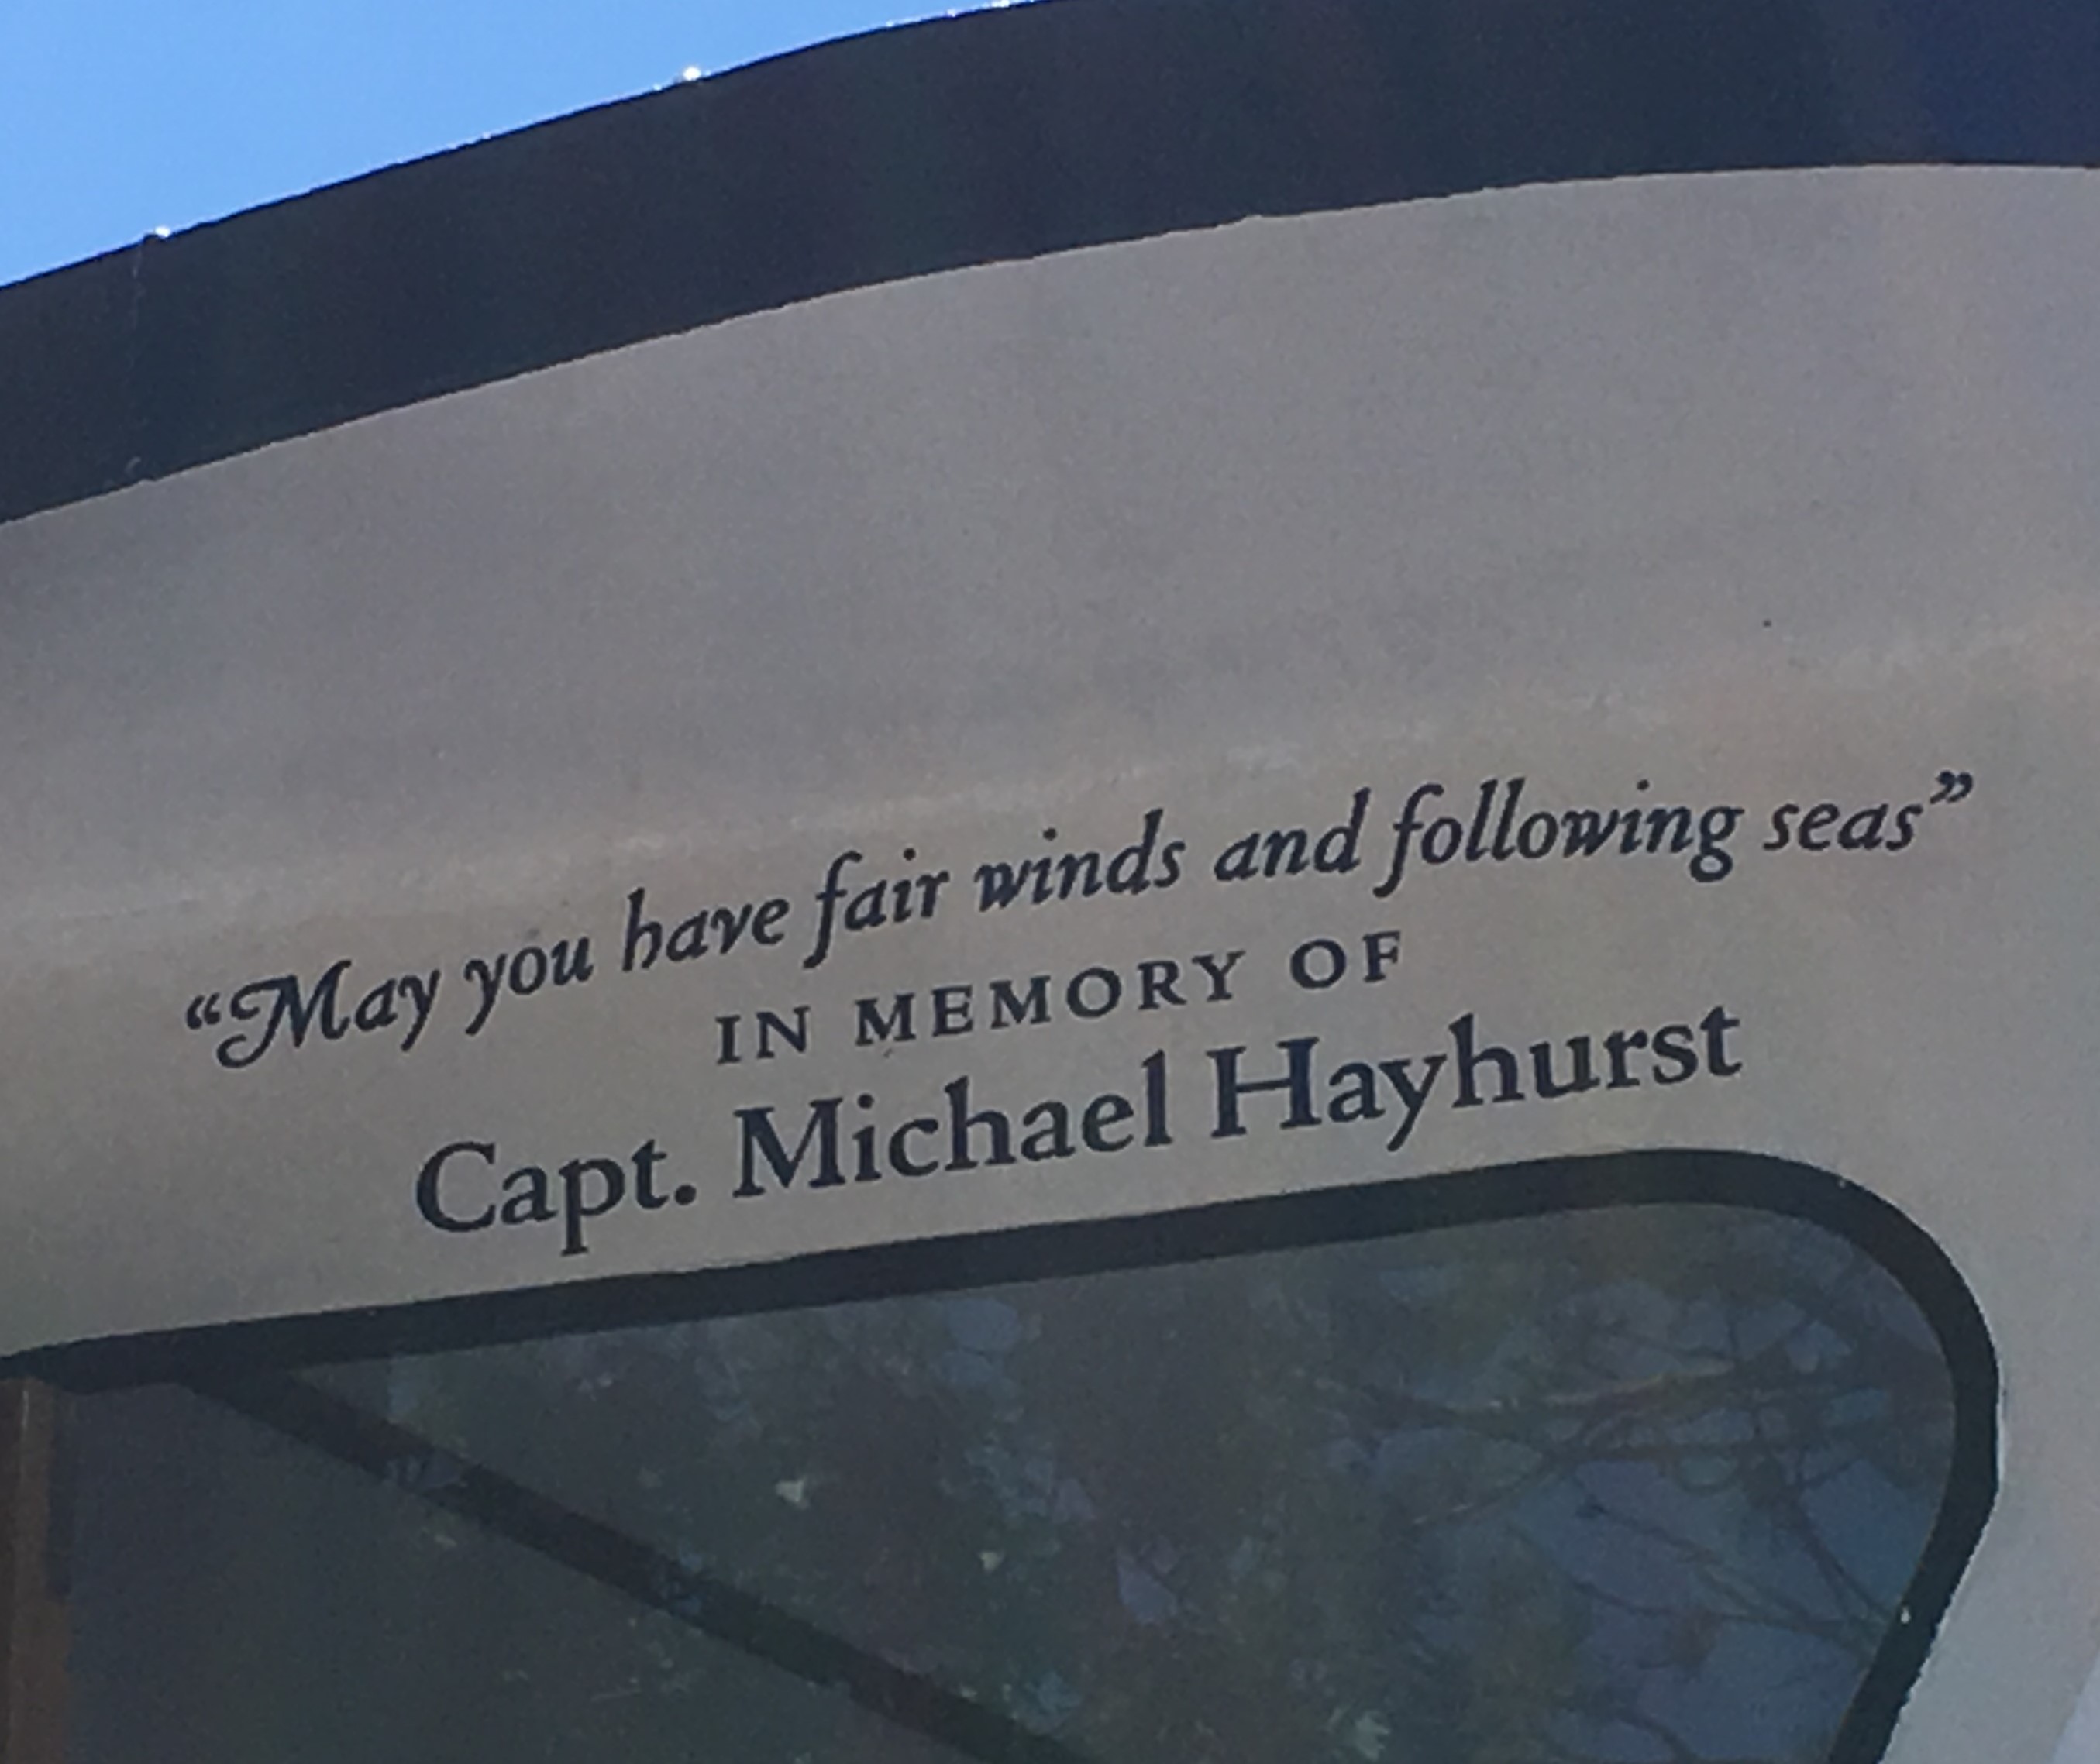 “May you have fair winds and following seas”
IN MEMORY OF
Capt. Michael Hayhurst